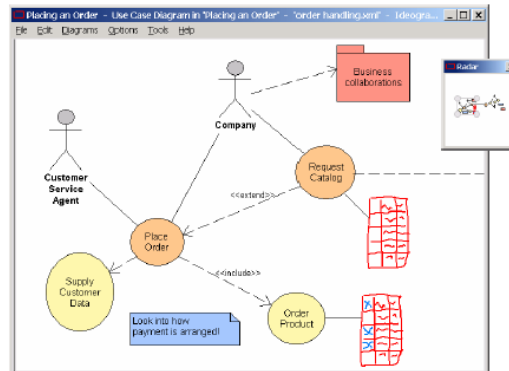 Placing an Order - Use Case Diagram in "Placing an Order" - "order handling.xml" - Ideogra...
File Edit Diagrams Options Tools Help
Radar
Business
collaborations
Company
Customer
Service
Agent
Request
Catalog
<<extend>>
Place
Order
<<include>>
Supply
Customer
Data
Look into how
payment is arranged!
Order
Product